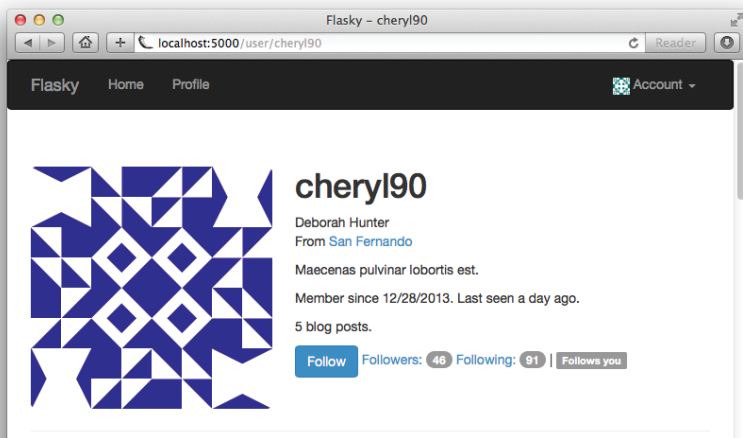 Flasky - cheryl90
localhost:5000/user/cheryl90
Reader
Flasky Home Profile Account
cheryl90
Deborah Hunter
From San Fernando
Maecenas pulvinar lobortis est.
Member since 12/28/2013. Last seen a day ago.
5 blog posts.
Follow Followers: 46 Following: 91 | Follows you